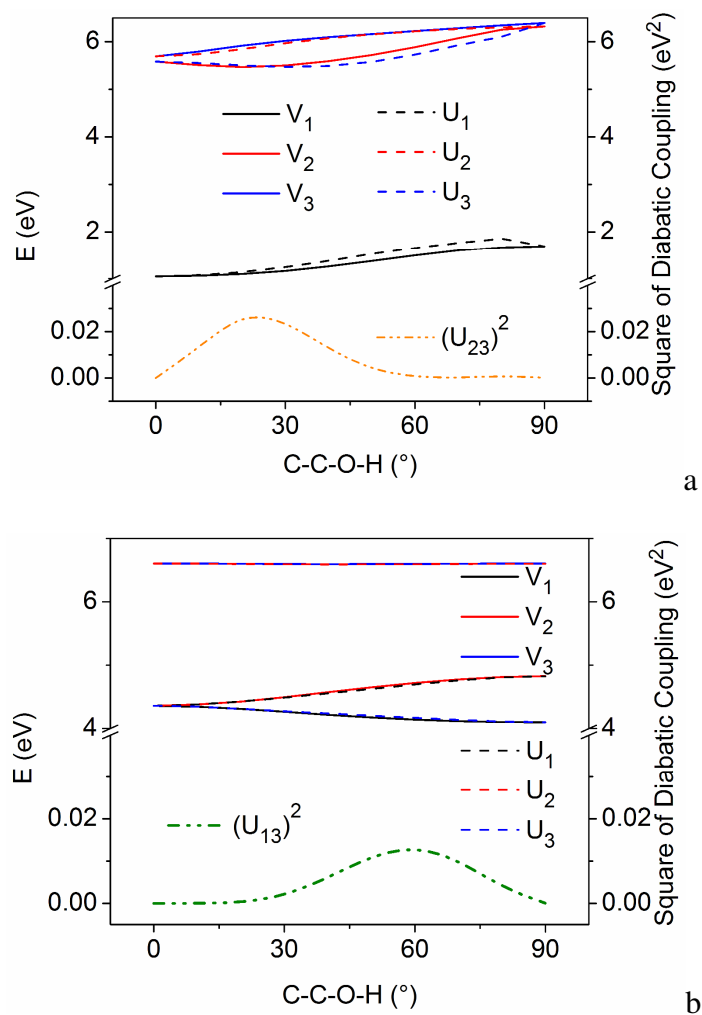 6
4
2
0.02
0.00
E (eV)
V1 U1
V2 U2
V3 U3
(U23)²
6
4
2
0.02
0.00
Square of Diabatic Coupling (eV²)
0 30 60 90
C-C-O-H (°)
a
6
4
0.02
0.00
E (eV)
V1
V2
V3
U1
(U13)² U2
U3
6
4
0.02
0.00
Square of Diabatic Coupling (eV²)
0 30 60 90
C-C-O-H (°)
b